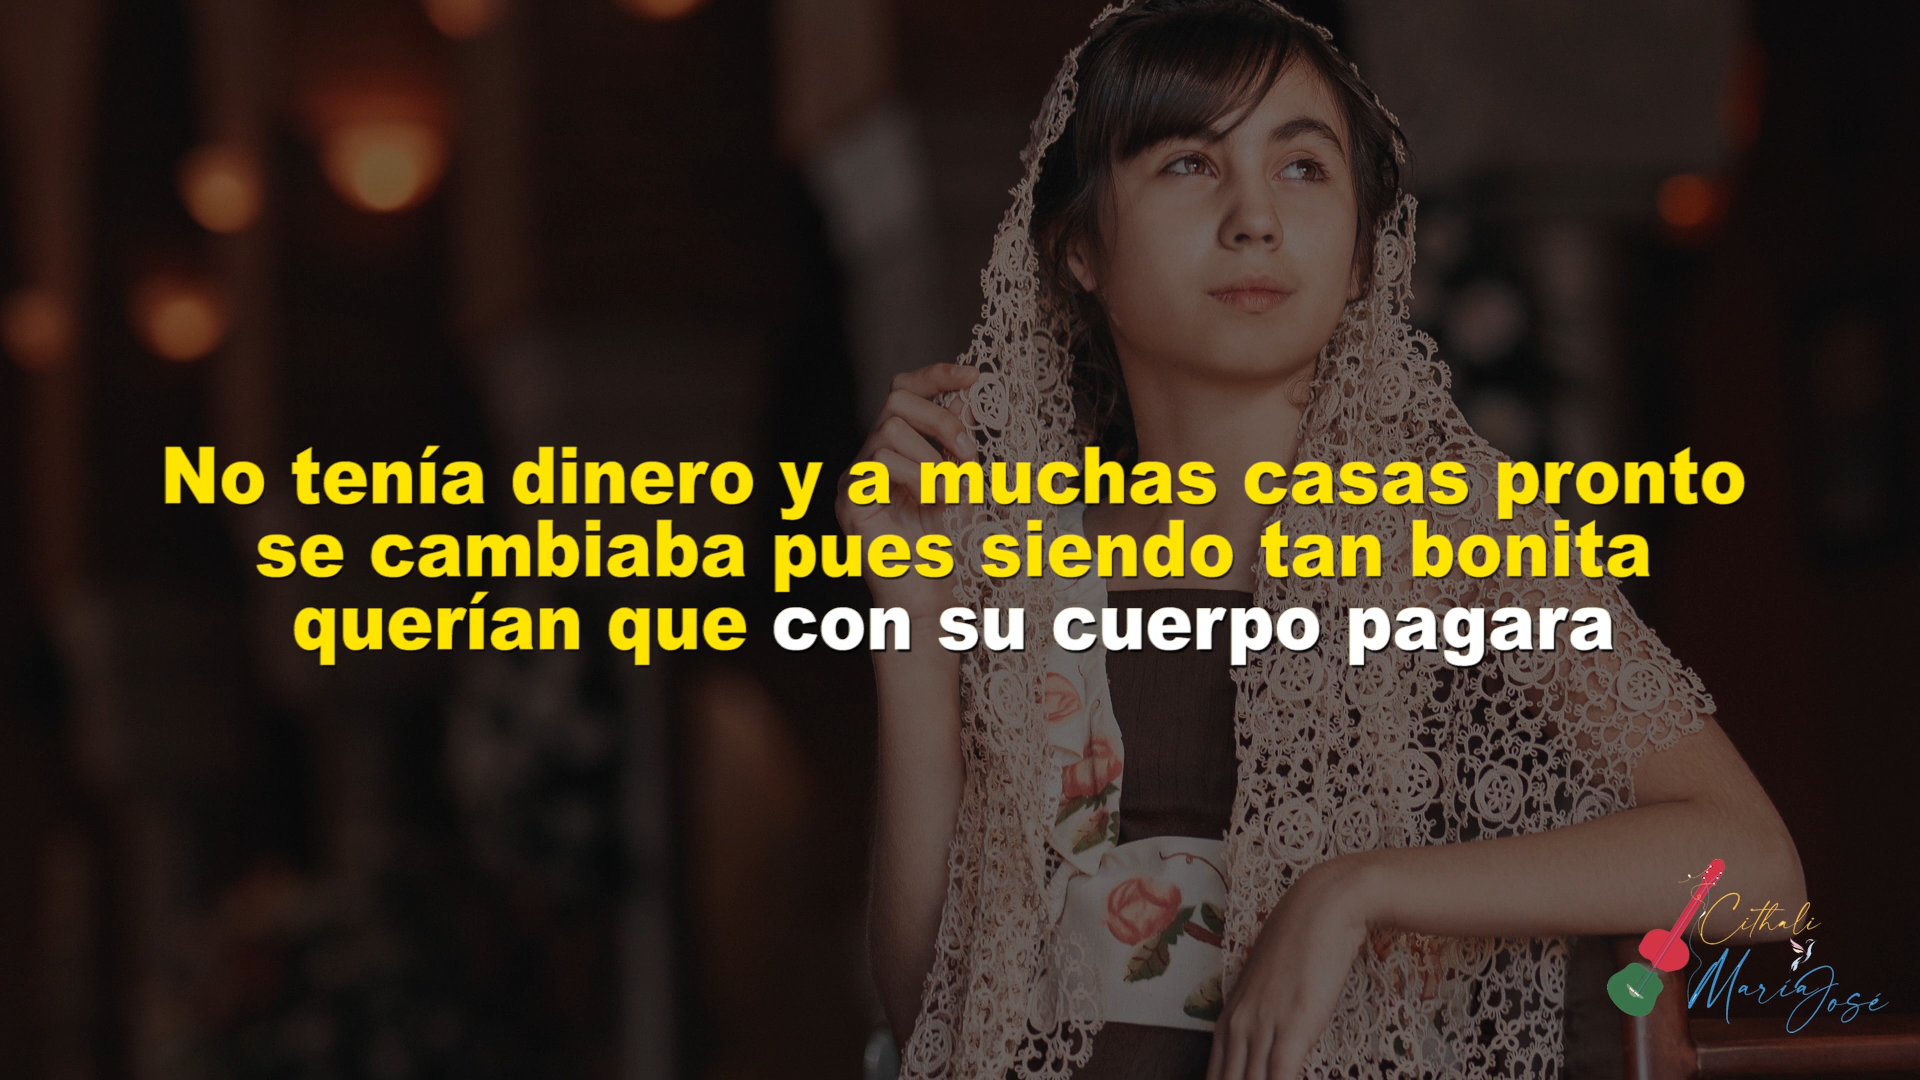 No tenía dinero y a muchas casas pronto
se cambiaba pues siendo tan bonita
querían que con su cuerpo pagara
Cithali
María José